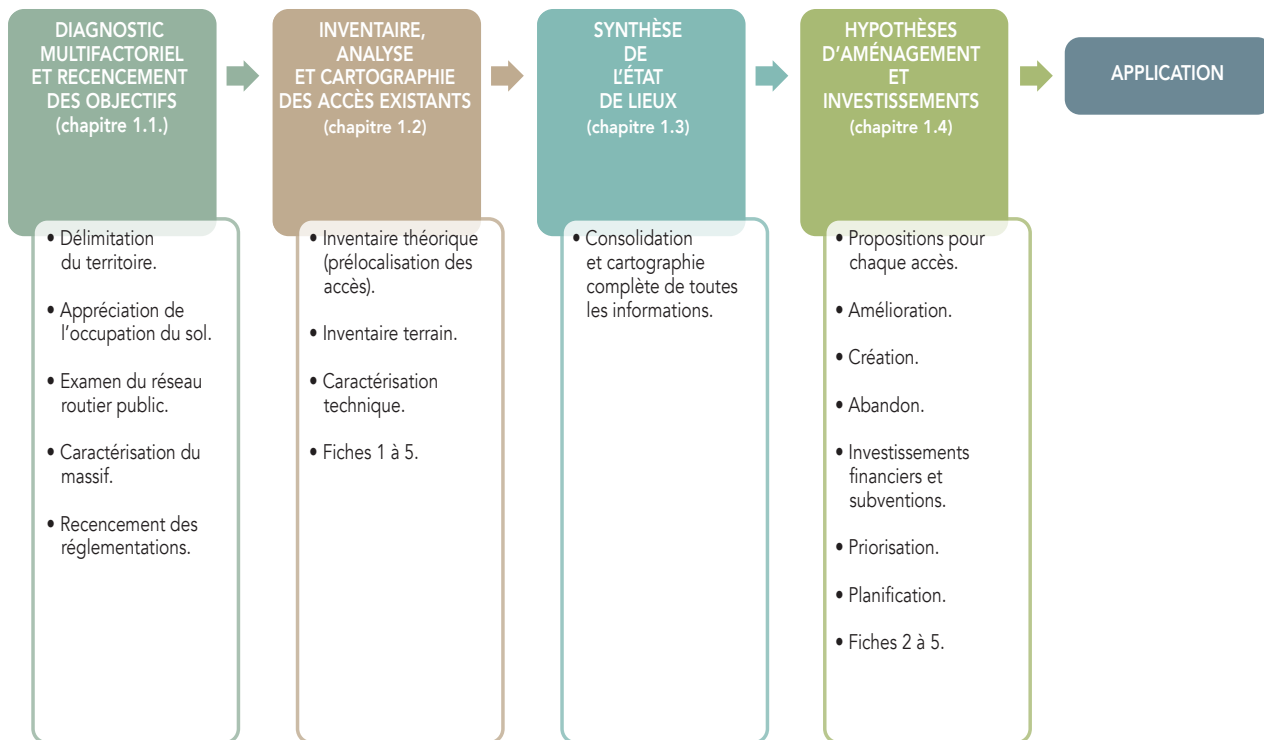 DIAGNOSTIC
MULTIFACTORIEL
ET RECENCEMENT
DES OBJECTIFS
(chapitre 1.1.)
• Délimitation
du territoire.
• Appréciation de
l'occupation du sol.
• Examen du réseau
routier public.
• Caractérisation du
massif.
• Recencement des
réglementations.
INVENTAIRE,
ANALYSE
ET CARTOGRAPHIE
DES ACCÈS EXISTANTS
(chapitre 1.2)
• Inventaire théorique
(prélocalisation des
accès).
• Inventaire terrain.
• Caractérisation
technique.
• Fiches 1 à 5.
SYNTHÈSE
DE
L'ÉTAT
DE LIEUX
(chapitre 1.3)
• Consolidation
et cartographie
complète de toutes
les informations.
HYPOTHÈSES
D'AMÉNAGEMENT
ET
INVESTISSEMENTS
(chapitre 1.4)
• Propositions pour
chaque accès.
• Amélioration.
• Création.
• Abandon.
• Investissements
financiers et
subventions.
• Priorisation.
• Planification.
• Fiches 2 à 5.
APPLICATION